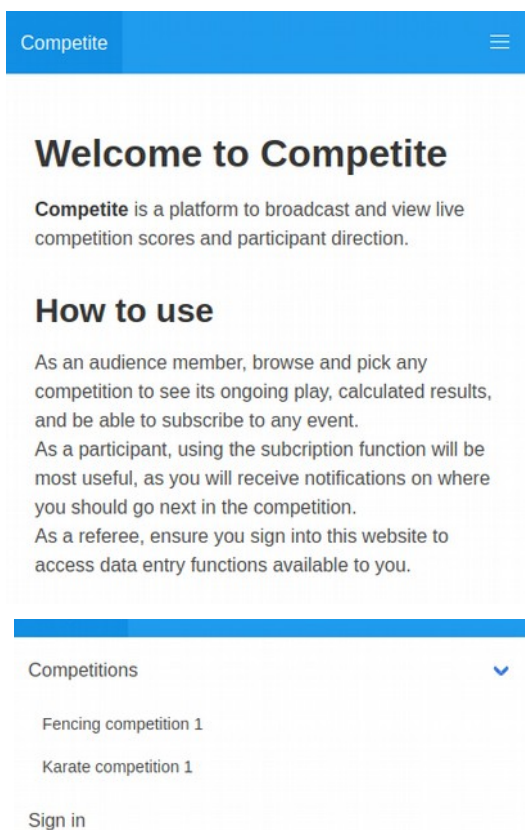 Competite
Welcome to Competite
Competite is a platform to broadcast and view live
competition scores and participant direction.
How to use
As an audience member, browse and pick any
competition to see its ongoing play, calculated results,
and be able to subscribe to any event.
As a participant, using the subcription function will be
most useful, as you will receive notifications on where
you should go next in the competition.
As a referee, ensure you sign into this website to
access data entry functions available to you.
Competitions
Fencing competition 1
Karate competition 1
Sign in